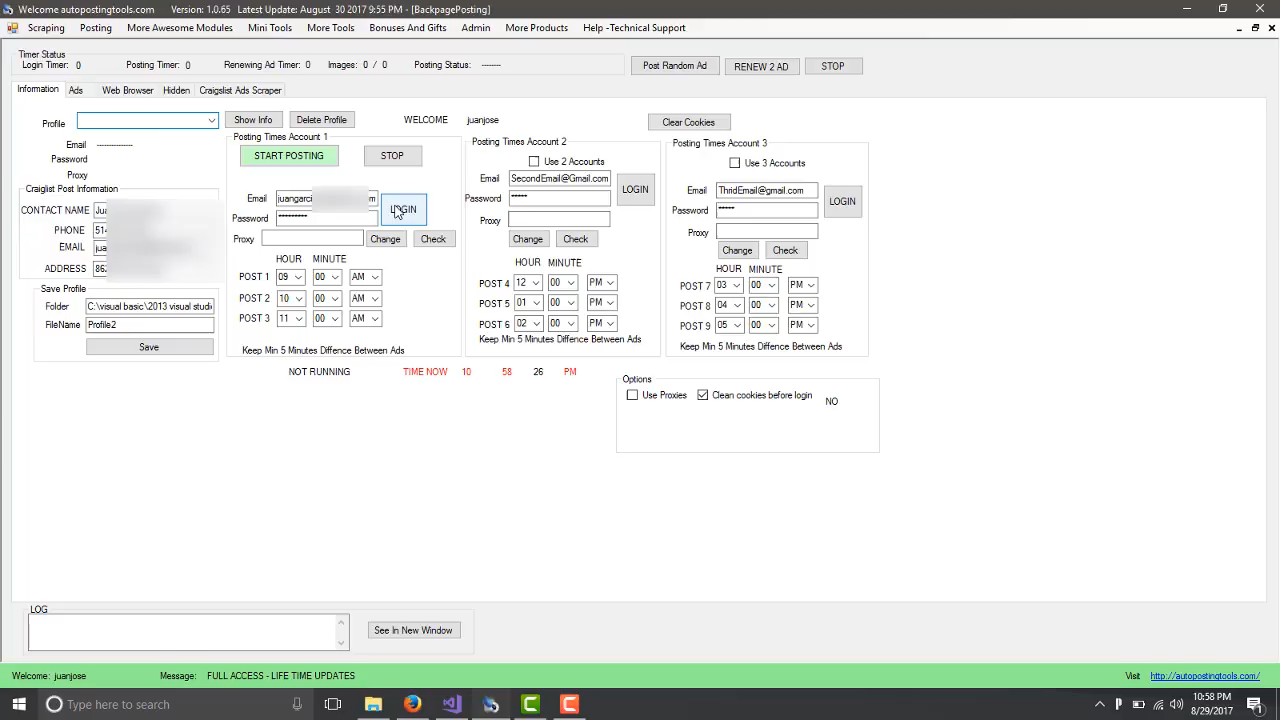 Welcome autopostingtools.com Version: 1.0.65 Latest Update: August 30 2017 9:55 PM - [BackpagePosting]
Scraping Posting More Awesome Modules Mini Tools More Tools Bonuses And Gifts Admin More Products Help -Technical Support
Timer Status
Login Timer: 0 Posting Timer: 0 Renewing Ad Timer: 0 Images: 0 / 0 Posting Status: -------
Post Random Ad RENEW 2 AD STOP
Information Ads Web Browser Hidden Craigslist Ads Scraper
Profile Show Info Delete Profile WELCOME juanjose Clear Cookies
Email ---------------
Password
Proxy
Craiglist Post Information
CONTACT NAME Ju
PHONE 514
EMAIL jua
ADDRESS 862
Save Profile
Folder C:\visual basic\2013 visual studi
FileName Profile2
Save
Posting Times Account 1
START POSTING STOP
Email juangarci m LOGIN
Password *********
Proxy Change Check
HOUR MINUTE
POST 1 09 00 AM
POST 2 10 00 AM
POST 3 11 00 AM
Keep Min 5 Minutes Diffence Between Ads
Posting Times Account 2
Use 2 Accounts
Email SecondEmail@Gmail.com LOGIN
Password *****
Proxy
Change Check
HOUR MINUTE
POST 4 12 00 PM
POST 5 01 00 PM
POST 6 02 00 PM
Keep Min 5 Minutes Diffence Between Ads
Posting Times Account 3
Use 3 Accounts
Email ThridEmail@gmail.com LOGIN
Password *****
Proxy
Change Check
HOUR MINUTE
POST 7 03 00 PM
POST 8 04 00 PM
POST 9 05 00 PM
Keep Min 5 Minutes Diffence Between Ads
NOT RUNNING TIME NOW 10 58 26 PM
Options
Use Proxies Clean cookies before login NO
LOG
See In New Window
Welcome: juanjose Message: FULL ACCESS - LIFE TIME UPDATES Visit http://autopostingtools.com/
Type here to search
10:58 PM
8/29/2017